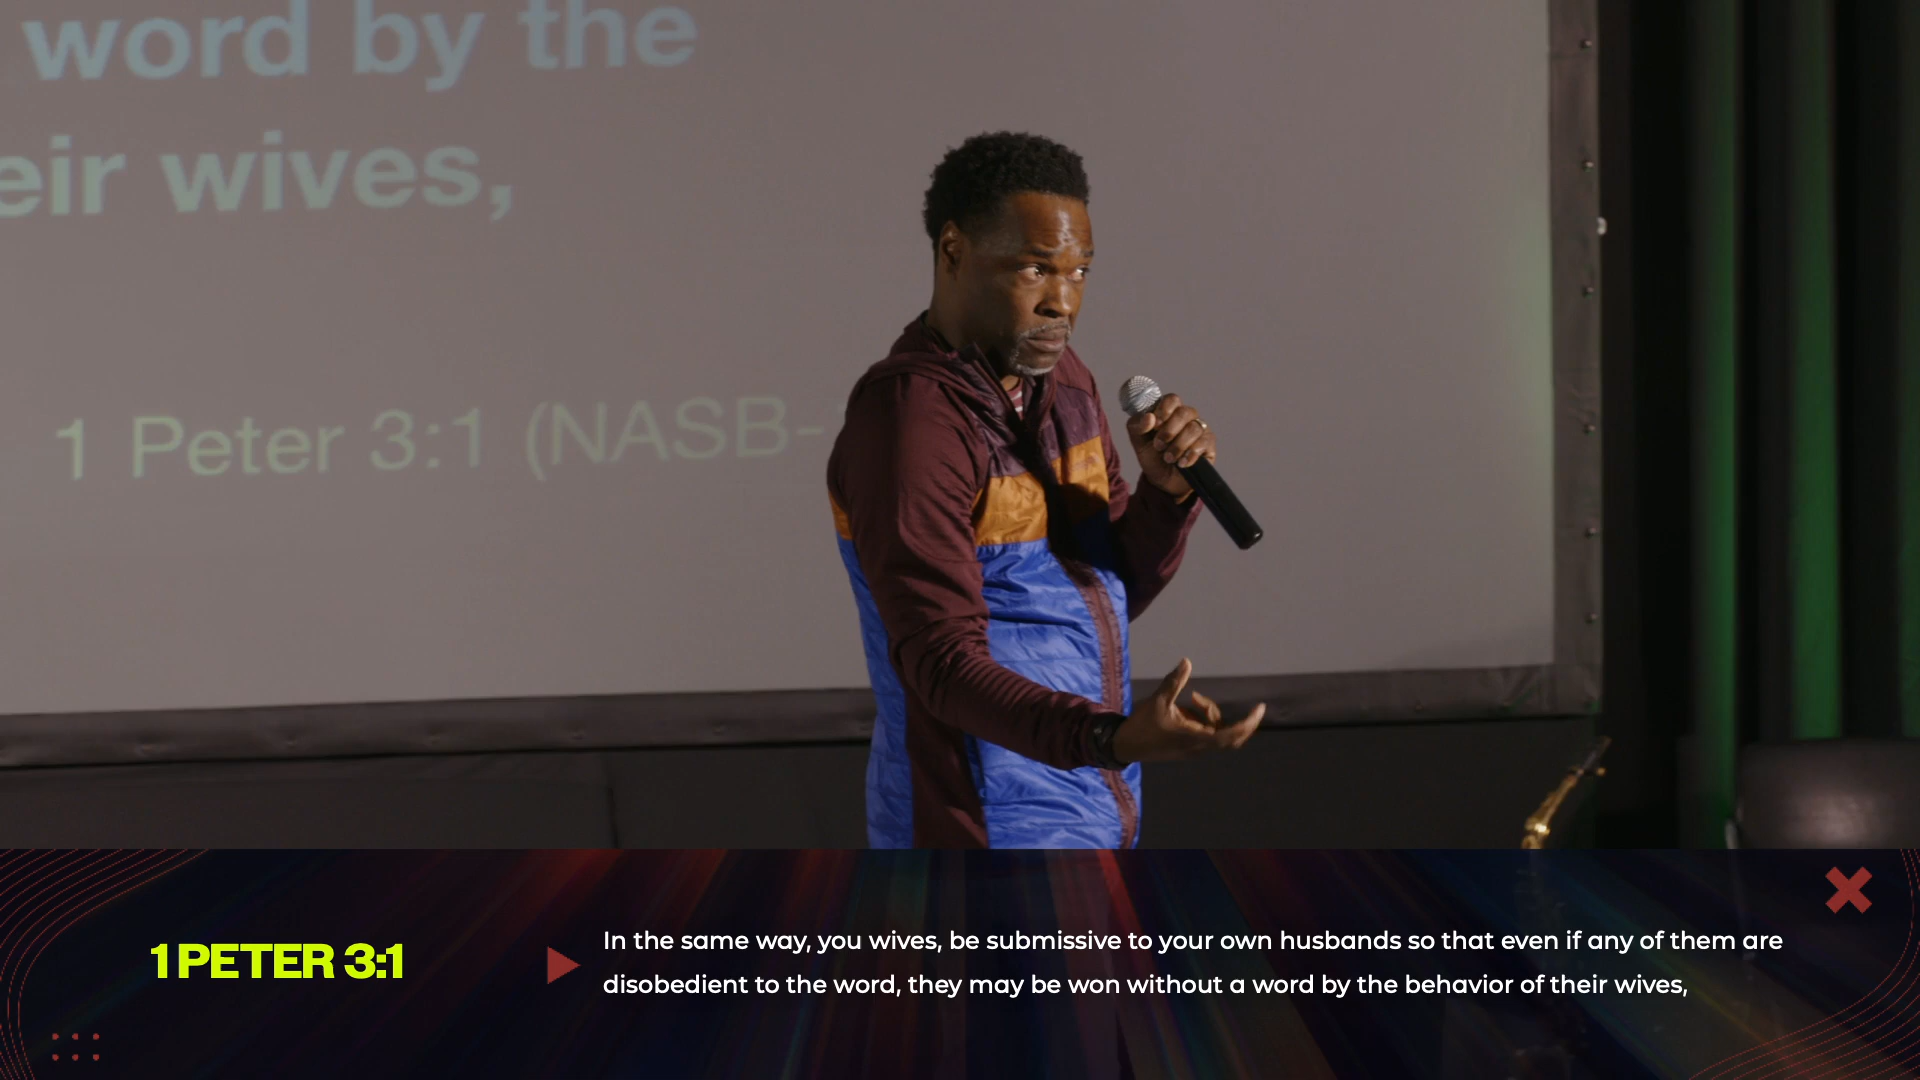 word by the
eir wives,
1 Peter 3:1 (NASB-
1 PETER 3:1
In the same way, you wives, be submissive to your own husbands so that even if any of them are
disobedient to the word, they may be won without a word by the behavior of their wives,